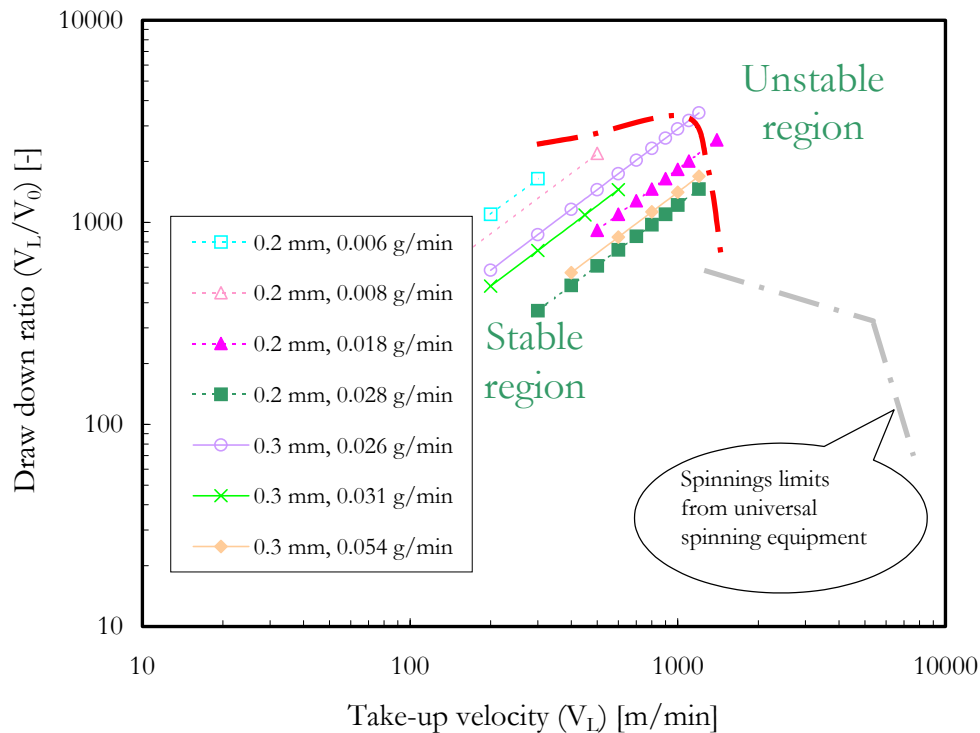 10000
1000
100
10
10
100
1000
10000
Draw down ratio (V_L/V_0) [-]
Take-up velocity (V_L) [m/min]
Unstable
region
Stable
region
0.2 mm, 0.006 g/min
0.2 mm, 0.008 g/min
0.2 mm, 0.018 g/min
0.2 mm, 0.028 g/min
0.3 mm, 0.026 g/min
0.3 mm, 0.031 g/min
0.3 mm, 0.054 g/min
Spinnings limits
from universal
spinning equipment